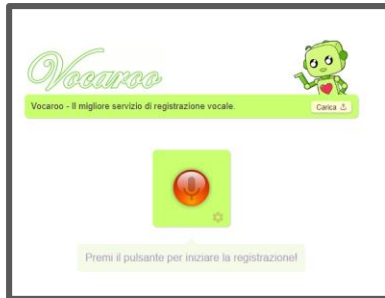 Vocaroo
Vocaroo - Il migliore servizio di registrazione vocale.
Carica
Premi il pulsante per iniziare la registrazione!